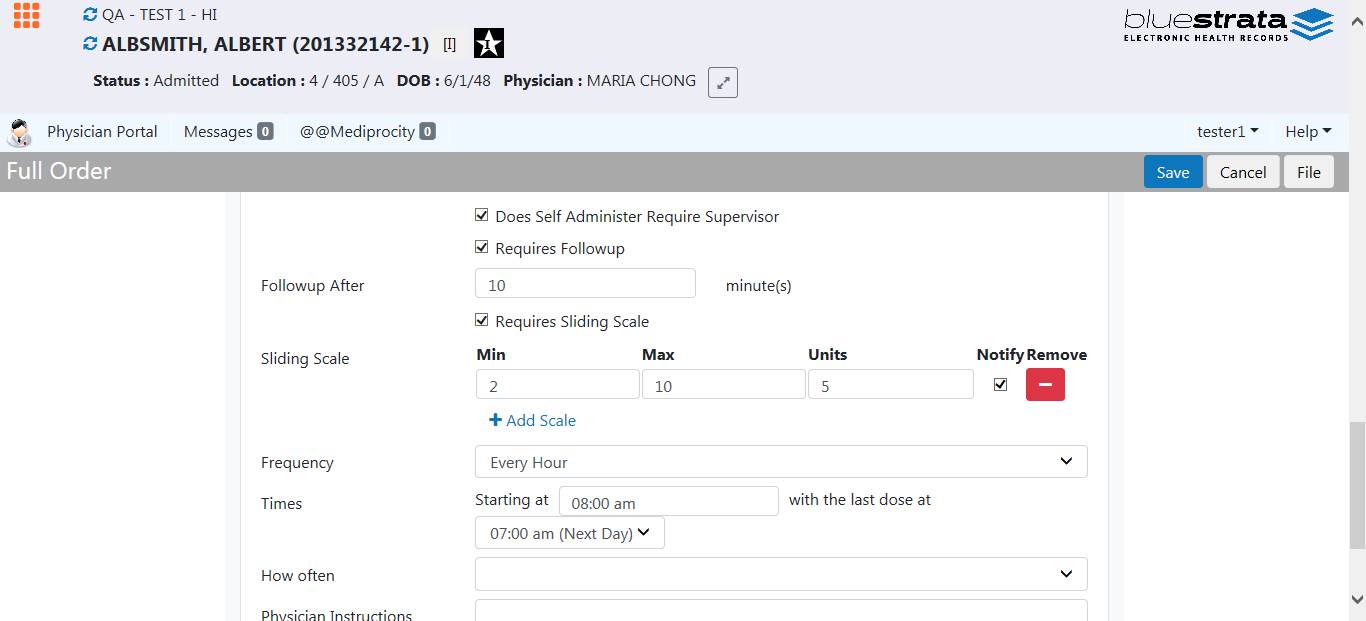 QA - TEST 1 - HI
ALBSMITH, ALBERT (201332142-1) [I] I
Status : Admitted Location : 4 / 405 / A DOB : 6/1/48 Physician : MARIA CHONG
bluestrata
ELECTRONIC HEALTH RECORDS
Physician Portal Messages 0 @@Mediprocity 0 tester1 Help
Full Order Save Cancel File
Does Self Administer Require Supervisor
Requires Followup
Followup After 10 minute(s)
Requires Sliding Scale
Sliding Scale Min Max Units Notify Remove
2 10 5
+ Add Scale
Frequency Every Hour
Times Starting at 08:00 am with the last dose at
07:00 am (Next Day)
How often
Physician Instructions